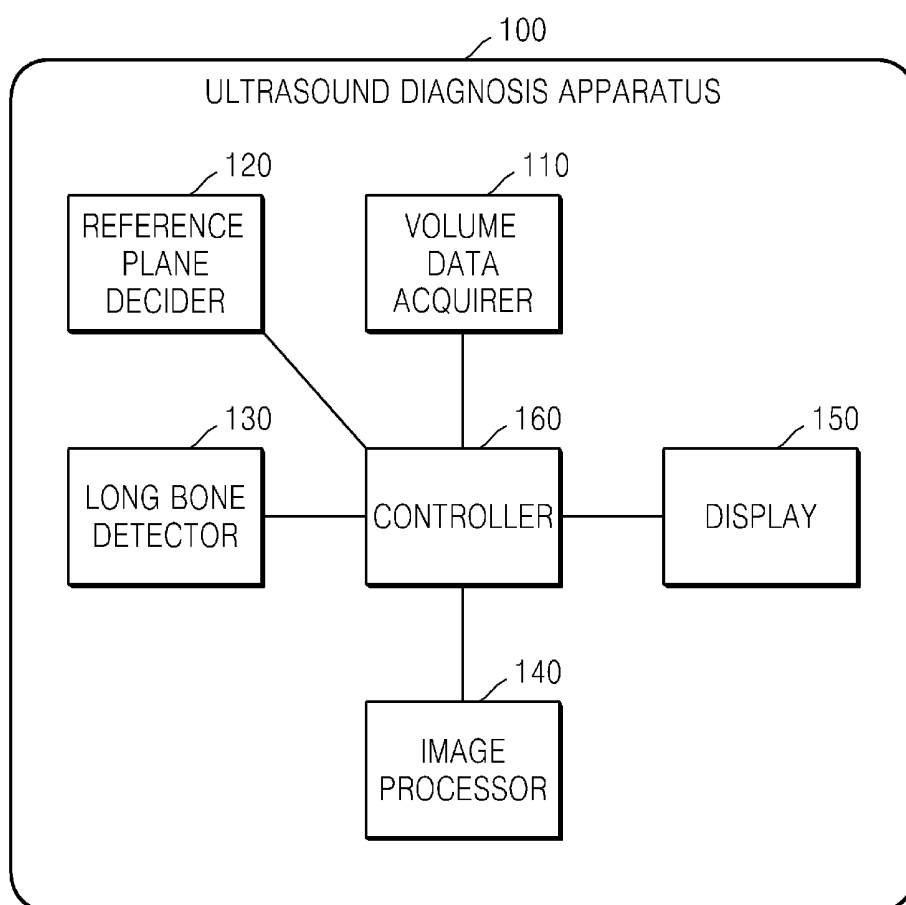 100
ULTRASOUND DIAGNOSIS APPARATUS
120
REFERENCE
PLANE
DECIDER
110
VOLUME
DATA
ACQUIRER
130
LONG BONE
DETECTOR
160
CONTROLLER
150
DISPLAY
140
IMAGE
PROCESSOR